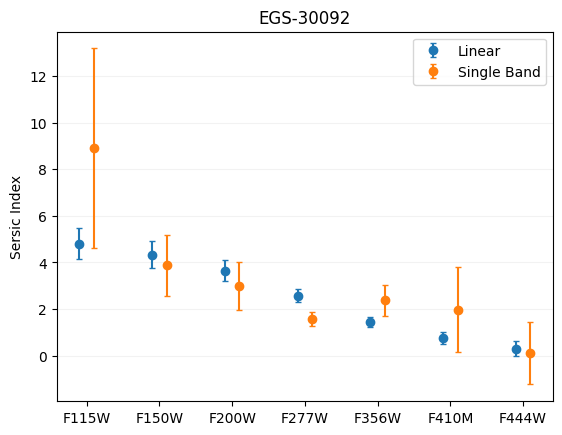 EGS-30092
Linear
Single Band
Sersic Index
12
10
8
6
4
2
0
F115W F150W F200W F277W F356W F410M F444W